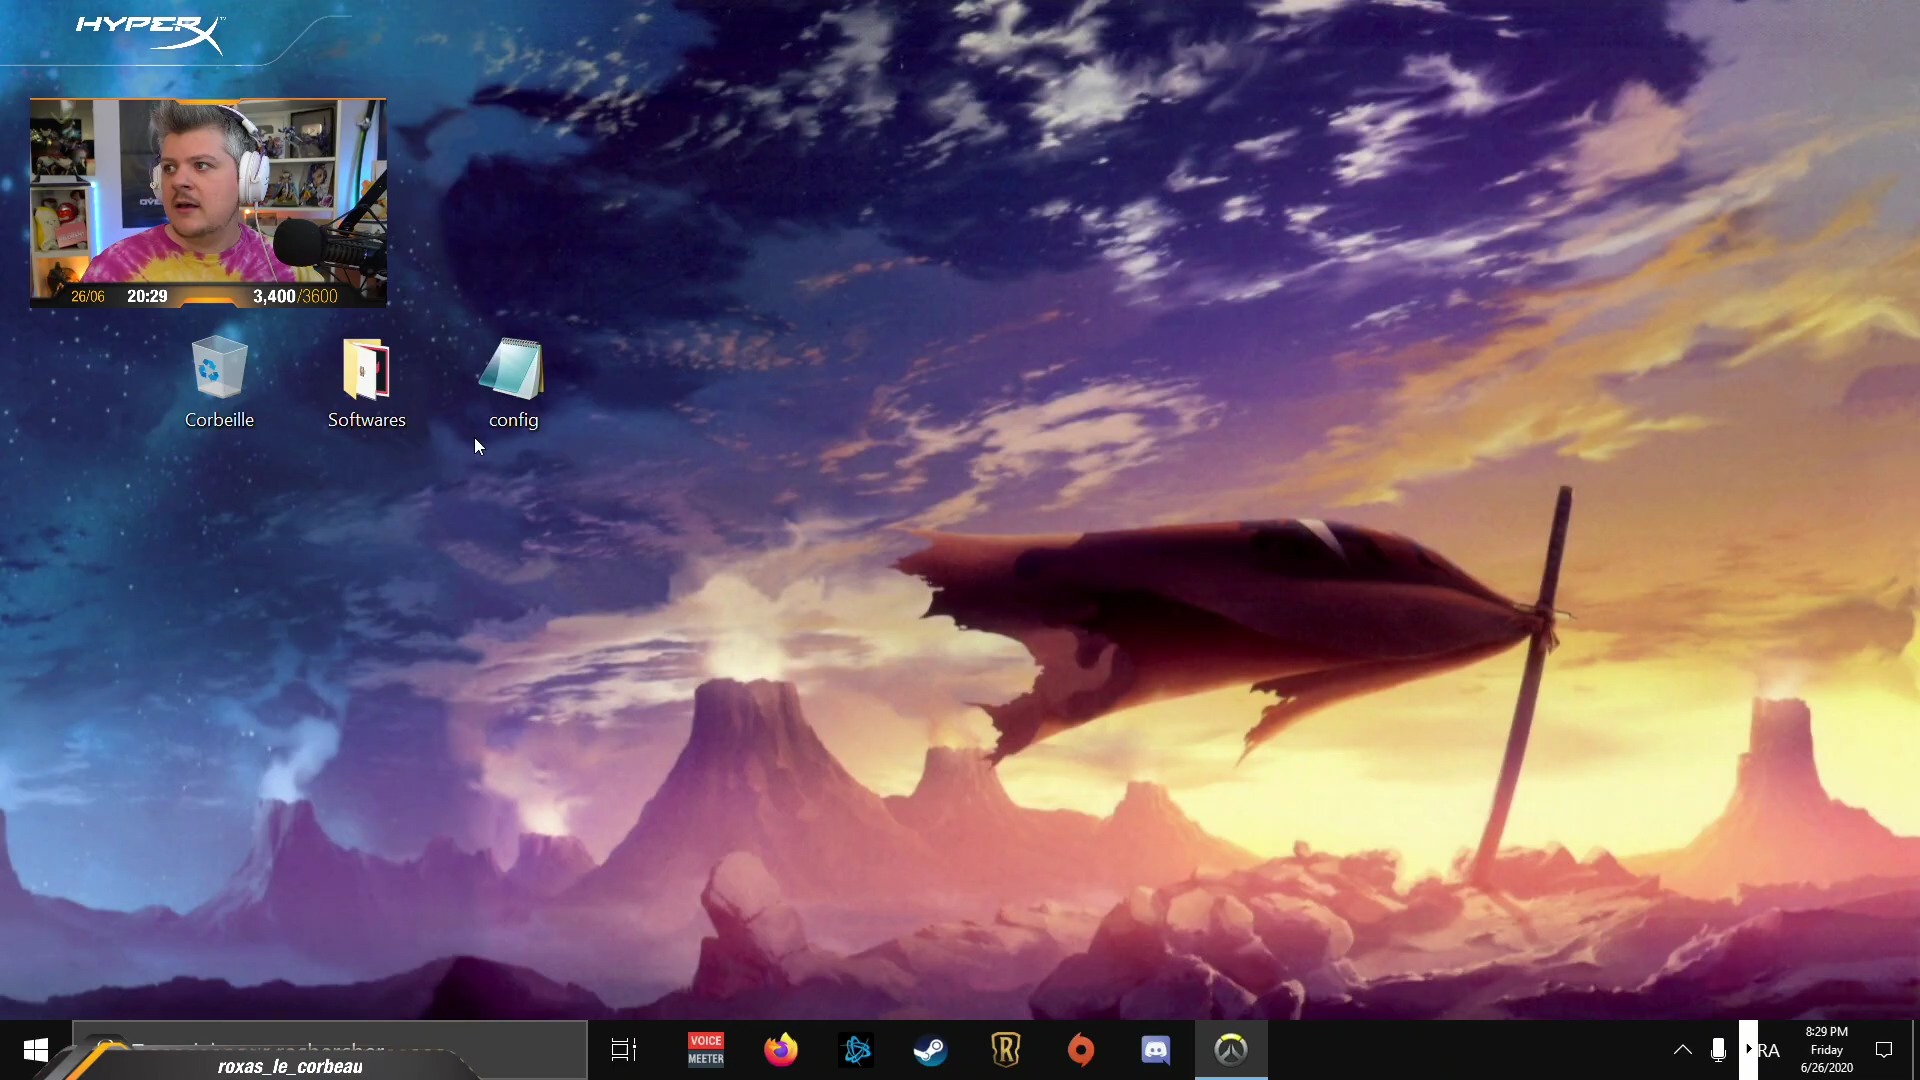 HYPERX
26/06 20:29 3,400/3600
Corbeille
Softwares
config
roxas_le_corbeau
VOICE
MEETER
RA
8:29 PM
Friday
6/26/2020